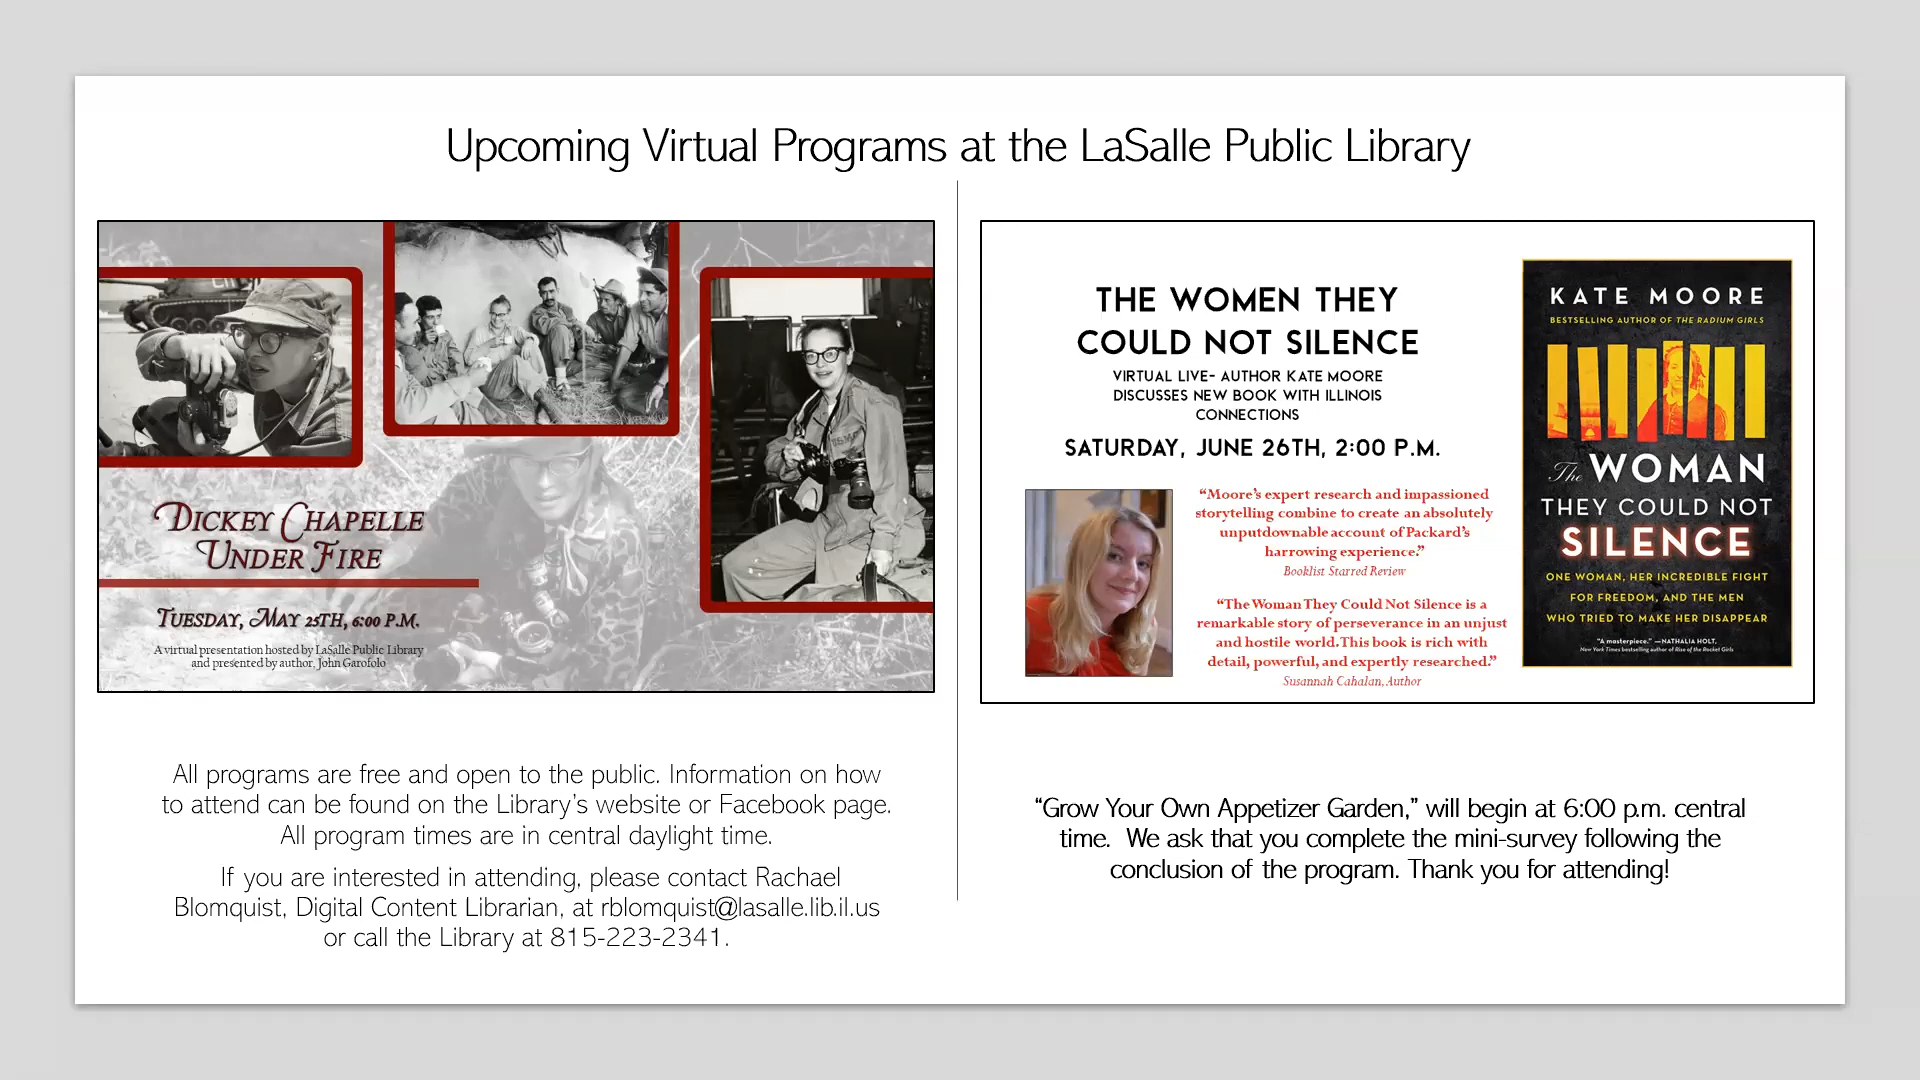 Upcoming Virtual Programs at the LaSalle Public Library
Dickey Chapelle
Under Fire
Tuesday, May 25th, 6:00 p.m.
A virtual presentation hosted by LaSalle Public Library
and presented by author, John Garofolo
All programs are free and open to the public. Information on how
to attend can be found on the Library's website or Facebook page.
All program times are in central daylight time.
If you are interested in attending, please contact Rachael
Blomquist, Digital Content Librarian, at rblomquist@lasalle.lib.il.us
or call the Library at 815-223-2341.
THE WOMEN THEY
COULD NOT SILENCE
VIRTUAL LIVE- AUTHOR KATE MOORE
DISCUSSES NEW BOOK WITH ILLINOIS
CONNECTIONS
SATURDAY, JUNE 26TH, 2:00 P.M.
“Moore's expert research and impassioned
storytelling combine to create an absolutely
unputdownable account of Packard's
harrowing experience.”
Booklist Starred Review
“The Woman They Could Not Silence is a
remarkable story of perseverance in an unjust
and hostile world. This book is rich with
detail, powerful, and expertly researched.”
Susannah Cahalan, Author
KATE MOORE
BESTSELLING AUTHOR OF THE RADIUM GIRLS
The WOMAN
THEY COULD NOT
SILENCE
ONE WOMAN, HER INCREDIBLE FIGHT
FOR FREEDOM, AND THE MEN
WHO TRIED TO MAKE HER DISAPPEAR
“A masterpiece.” —NATHALIA HOLT,
New York Times bestselling author of Rise of the Rocket Girls
“Grow Your Own Appetizer Garden,” will begin at 6:00 p.m. central
time.  We ask that you complete the mini-survey following the
conclusion of the program. Thank you for attending!